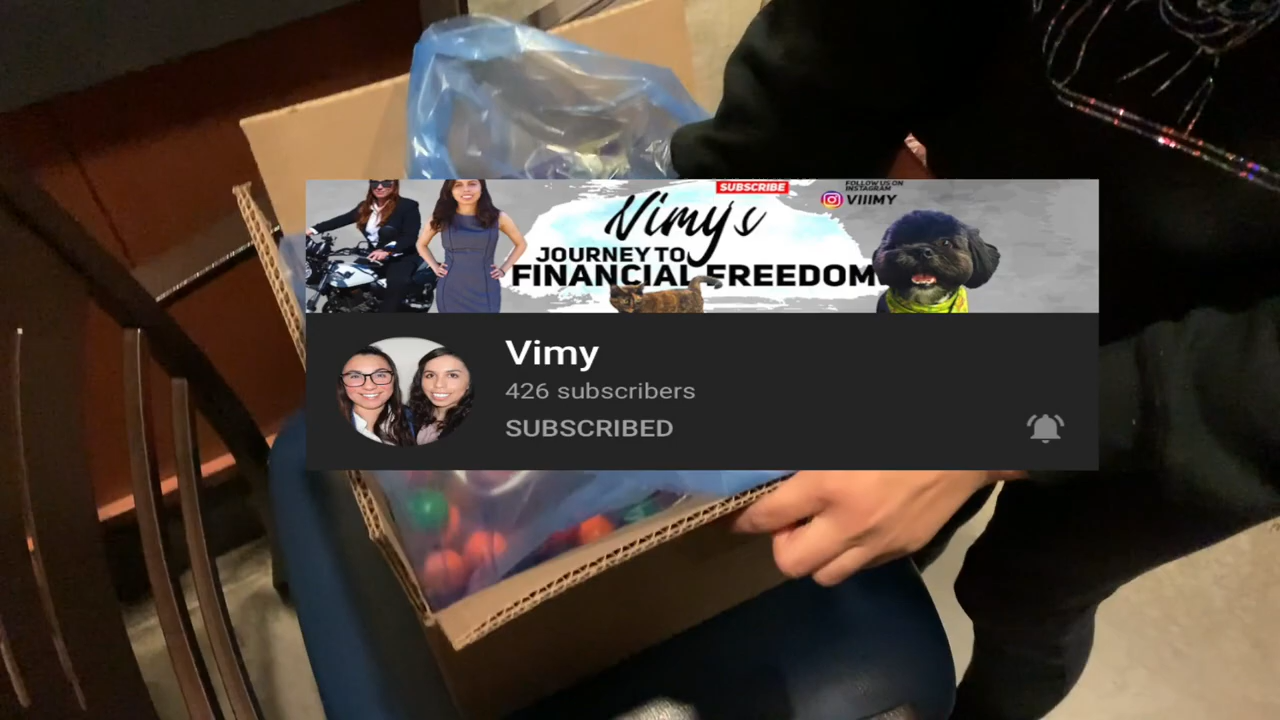 SUBSCRIBE
FOLLOW US ON
INSTAGRAM
VIIIMY
Vimy's
JOURNEY TO
FINANCIAL FREEDOM
Vimy
426 subscribers
SUBSCRIBED